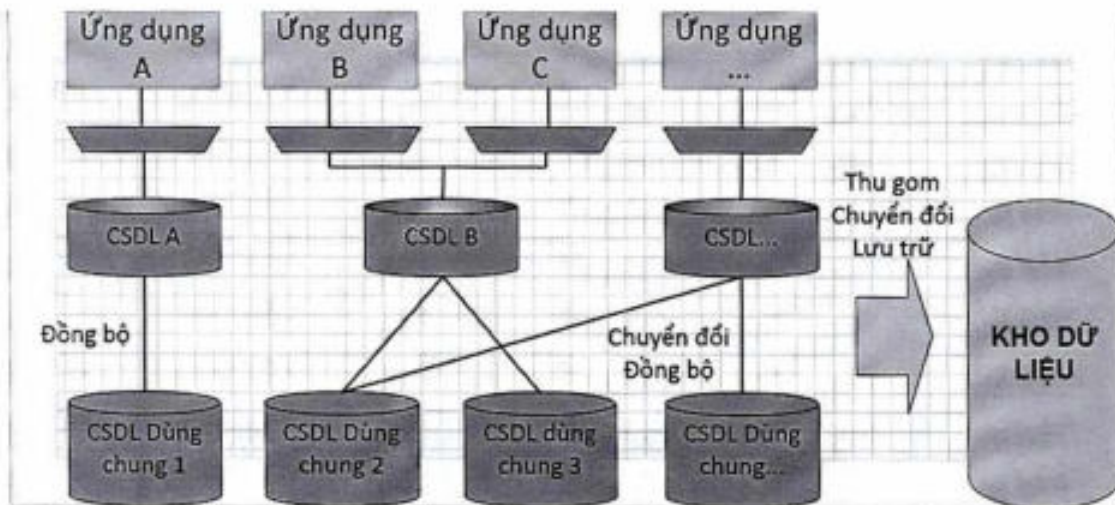 Ứng dụng
A
Ứng dụng
B
Ứng dụng
C
Ứng dụng
...
CSDL A
CSDL B
CSDL...
Thu gom
Chuyển đổi
Lưu trữ
Đồng bộ
Chuyển đổi
Đồng bộ
KHO DỮ
LIỆU
CSDL Dùng
chung 1
CSDL Dùng
chung 2
CSDL dùng
chung 3
CSDL Dùng
chung...